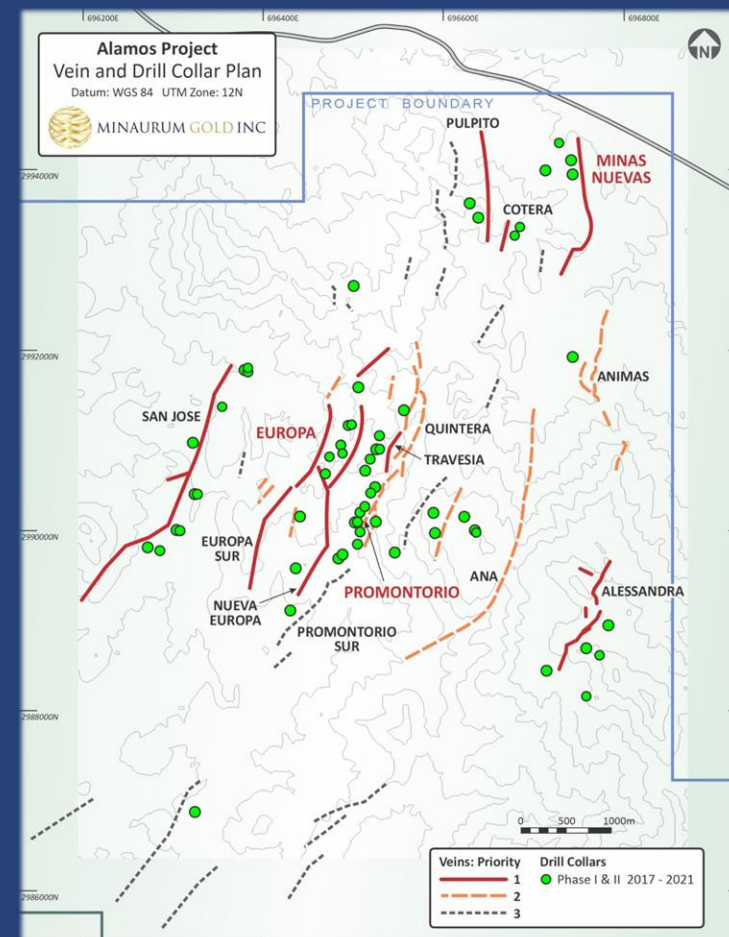 696200E
696400E
696600E
696800E
Alamos Project
Vein and Drill Collar Plan
Datum: WGS 84 UTM Zone: 12N
MINAURUM GOLD INC
N
PROJECT BOUNDARY
PULPITO
MINAS
NUEVAS
2994000N
COTERA
2992000N
ANIMAS
SAN JOSE
EUROPA
QUINTERA
TRAVESIA
2990000N
EUROPA
SUR
ANA
PROMONTORIO
ALESSANDRA
NUEVA
EUROPA
PROMONTORIO
SUR
2988000N
0 500 1000m
Veins: Priority Drill Collars
1 Phase I & II 2017 - 2021
2
3
2986000N